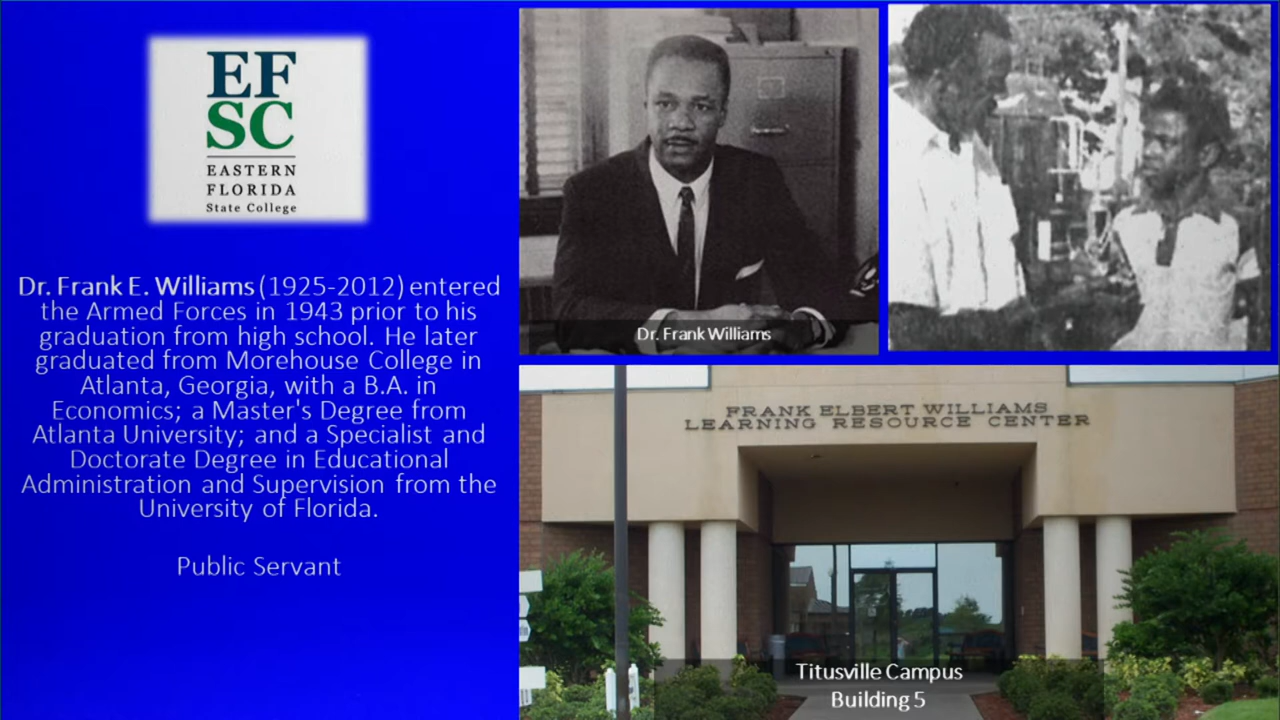 EF
SC
EASTERN
FLORIDA
State College
Dr. Frank E. Williams (1925-2012) entered
the Armed Forces in 1943 prior to his
graduation from high school. He later
graduated from Morehouse College in
Atlanta, Georgia, with a B.A. in
Economics; a Master's Degree from
Atlanta University; and a Specialist and
Doctorate Degree in Educational
Administration and Supervision from the
University of Florida.
Public Servant
Dr. Frank Williams
FRANK ELBERT WILLIAMS
LEARNING RESOURCE CENTER
Titusville Campus
Building 5